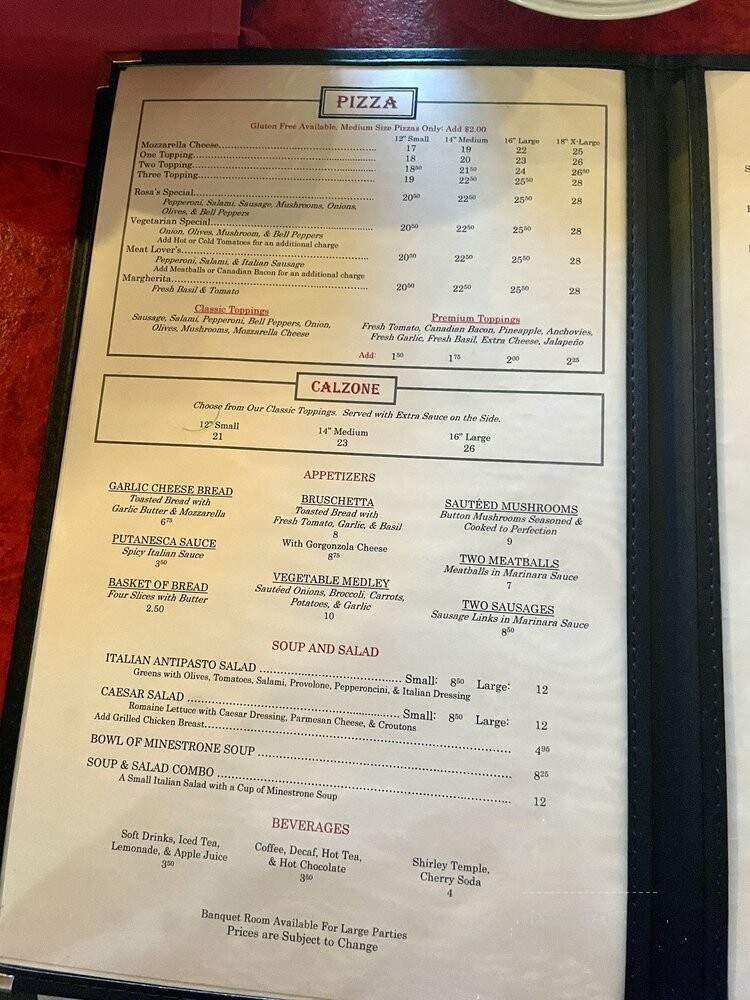 PIZZA
Gluten Free Available, Medium Size Pizzas Only: Add $2.00
12" Small 14" Medium 16" Large 18" X-Large
Mozzarella Cheese 17 19 22 25
One Topping 18 20 23 26
Two Topping 18⁵⁰ 21⁵⁰ 24 26⁵⁰
Three Topping 19 22⁵⁰ 25⁵⁰ 28
Rosa's Special 20⁵⁰ 22⁵⁰ 25⁵⁰ 28
Pepperoni, Salami, Sausage, Mushrooms, Onions,
Olives, & Bell Peppers
Vegetarian Special 20⁵⁰ 22⁵⁰ 25⁵⁰ 28
Onion, Olives, Mushroom, & Bell Peppers
Add Hot or Cold Tomatoes for an additional charge
Meat Lover's 20⁵⁰ 22⁵⁰ 25⁵⁰ 28
Pepperoni, Salami, & Italian Sausage
Add Meatballs or Canadian Bacon for an additional charge
Margherita 20⁵⁰ 22⁵⁰ 25⁵⁰ 28
Fresh Basil & Tomato
Classic Toppings
Sausage, Salami, Pepperoni, Bell Peppers, Onion,
Olives, Mushrooms, Mozzarella Cheese
Premium Toppings
Fresh Tomato, Canadian Bacon, Pineapple, Anchovies,
Fresh Garlic, Fresh Basil, Extra Cheese, Jalapeño
Add: 1⁵⁰ 1⁷⁵ 2⁰⁰ 2²⁵
CALZONE
Choose from Our Classic Toppings. Served with Extra Sauce on the Side.
12" Small 14" Medium 16" Large
21 23 26
APPETIZERS
GARLIC CHEESE BREAD
Toasted Bread with
Garlic Butter & Mozzarella
6⁷⁵
PUTANESCA SAUCE
Spicy Italian Sauce
3⁵⁰
BASKET OF BREAD
Four Slices with Butter
2.50
BRUSCHETTA
Toasted Bread with
Fresh Tomato, Garlic, & Basil
8
With Gorgonzola Cheese
8⁷⁵
VEGETABLE MEDLEY
Sautéed Onions, Broccoli, Carrots,
Potatoes, & Garlic
10
SAUTÉED MUSHROOMS
Button Mushrooms Seasoned &
Cooked to Perfection
9
TWO MEATBALLS
Meatballs in Marinara Sauce
7
TWO SAUSAGES
Sausage Links in Marinara Sauce
8⁵⁰
SOUP AND SALAD
ITALIAN ANTIPASTO SALAD Small: 8⁵⁰ Large: 12
Greens with Olives, Tomatoes, Salami, Provolone, Pepperoncini, & Italian Dressing
CAESAR SALAD Small: 8⁵⁰ Large: 12
Romaine Lettuce with Caesar Dressing, Parmesan Cheese, & Croutons
Add Grilled Chicken Breast 4⁹⁵
BOWL OF MINESTRONE SOUP 8²⁵
SOUP & SALAD COMBO 12
A Small Italian Salad with a Cup of Minestrone Soup
BEVERAGES
Soft Drinks, Iced Tea,
Lemonade, & Apple Juice
3⁵⁰
Coffee, Decaf, Hot Tea,
& Hot Chocolate
3⁵⁰
Shirley Temple,
Cherry Soda
4
Banquet Room Available For Large Parties
Prices are Subject to Change